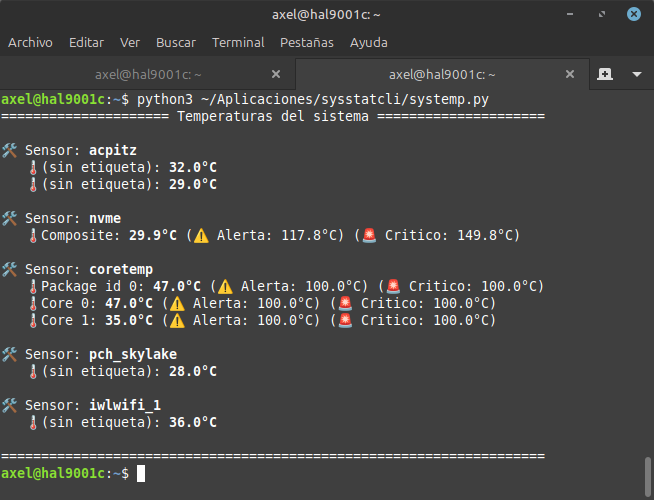 axel@hal9001c: ~
Archivo Editar Ver Buscar Terminal Pestañas Ayuda
axel@hal9001c: ~ axel@hal9001c: ~
axel@hal9001c:~$ python3 ~/Aplicaciones/sysstatcli/systemp.py
===================== Temperaturas del sistema =====================
🛠 Sensor: acpitz
🌡(sin etiqueta): 32.0°C
🌡(sin etiqueta): 29.0°C
🛠 Sensor: nvme
🌡Composite: 29.9°C (⚠ Alerta: 117.8°C) (🚨 Critico: 149.8°C)
🛠 Sensor: coretemp
🌡Package id 0: 47.0°C (⚠ Alerta: 100.0°C) (🚨 Critico: 100.0°C)
🌡Core 0: 47.0°C (⚠ Alerta: 100.0°C) (🚨 Critico: 100.0°C)
🌡Core 1: 35.0°C (⚠ Alerta: 100.0°C) (🚨 Critico: 100.0°C)
🛠 Sensor: pch_skylake
🌡(sin etiqueta): 28.0°C
🛠 Sensor: iwlwifi_1
🌡(sin etiqueta): 36.0°C
====================================================================
axel@hal9001c:~$